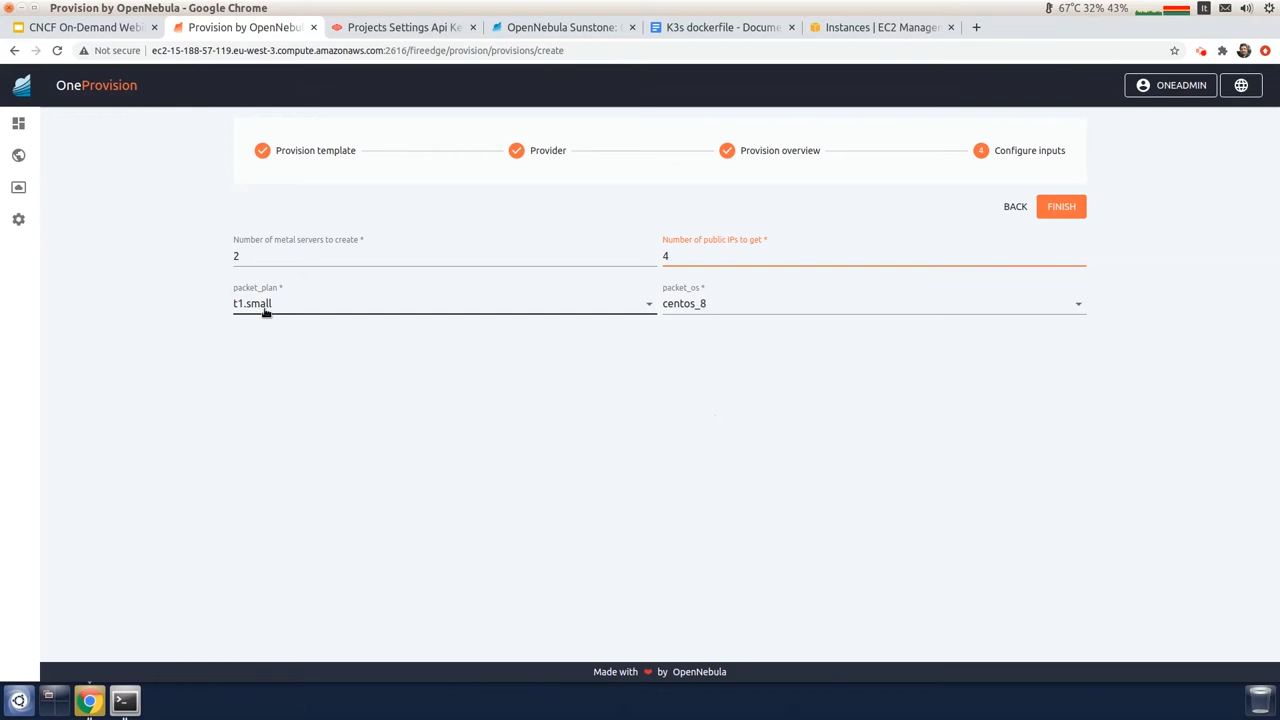 Provision by OpenNebula - Google Chrome
67°C 32% 43%
It
CNCF On-Demand Webi
Provision by OpenNebu
Projects Settings Api Ke
OpenNebula Sunstone:
K3s dockerfile - Docume
Instances | EC2 Manage
Not secure
ec2-15-188-57-119.eu-west-3.compute.amazonaws.com:2616/fireedge/provision/provisions/create
OneProvision
ONEADMIN
Provision template
Provider
Provision overview
4 Configure inputs
BACK
FINISH
Number of metal servers to create *
2
Number of public IPs to get *
4
packet_plan *
t1.small
packet_os *
centos_8
Made with ❤ by OpenNebula